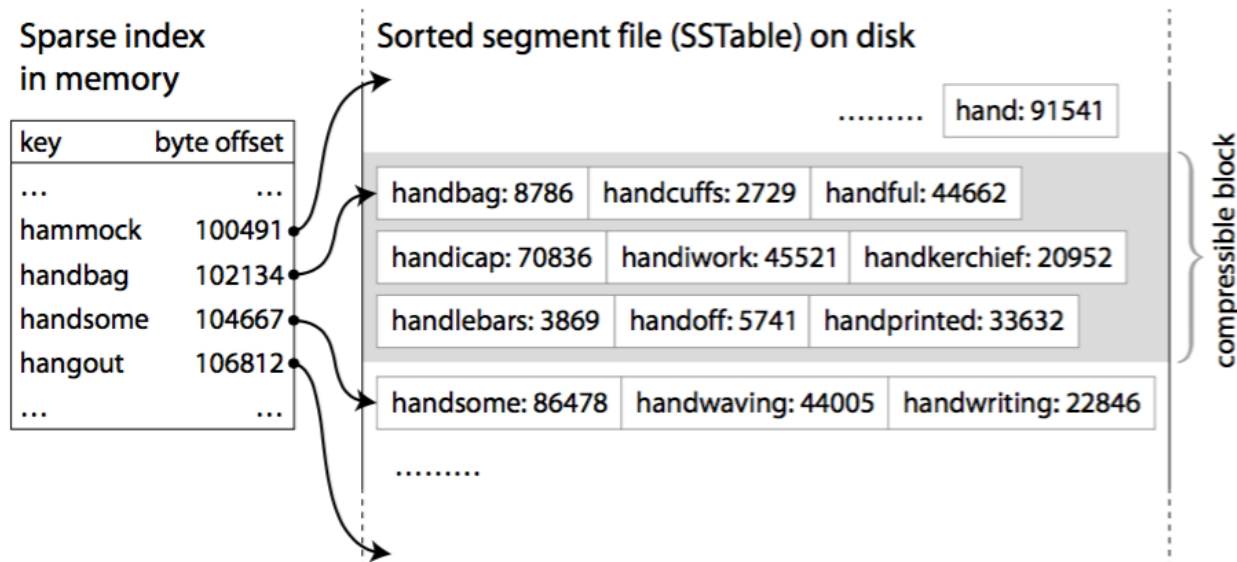 Sparse index
in memory
key byte offset
... ...
hammock 100491
handbag 102134
handsome 104667
hangout 106812
... ...
Sorted segment file (SSTable) on disk
......... hand: 91541
handbag: 8786 handcuffs: 2729 handful: 44662
handicap: 70836 handiwork: 45521 handkerchief: 20952
handlebars: 3869 handoff: 5741 handprinted: 33632
handsome: 86478 handwaving: 44005 handwriting: 22846
.........
compressible block